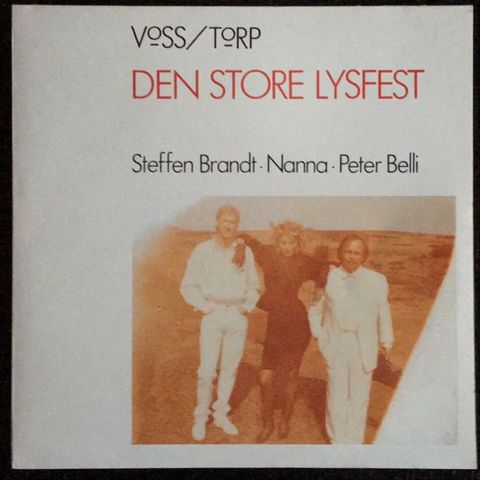 VOSS/TORP
DEN STORE LYSFEST
Steffen Brandt · Nanna · Peter Belli